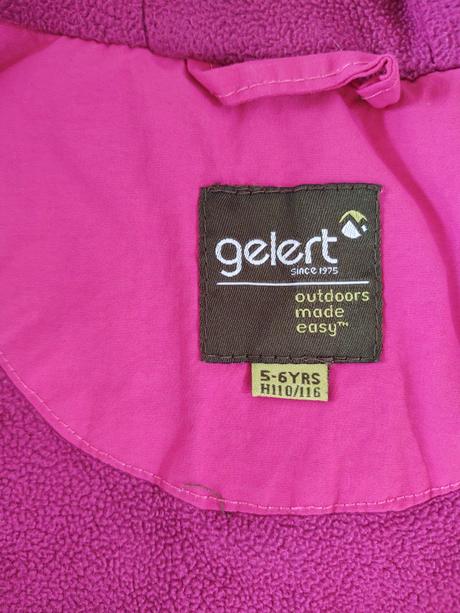 gelert
SINCE 1975
outdoors
made
easy™
5-6YRS
H110/116